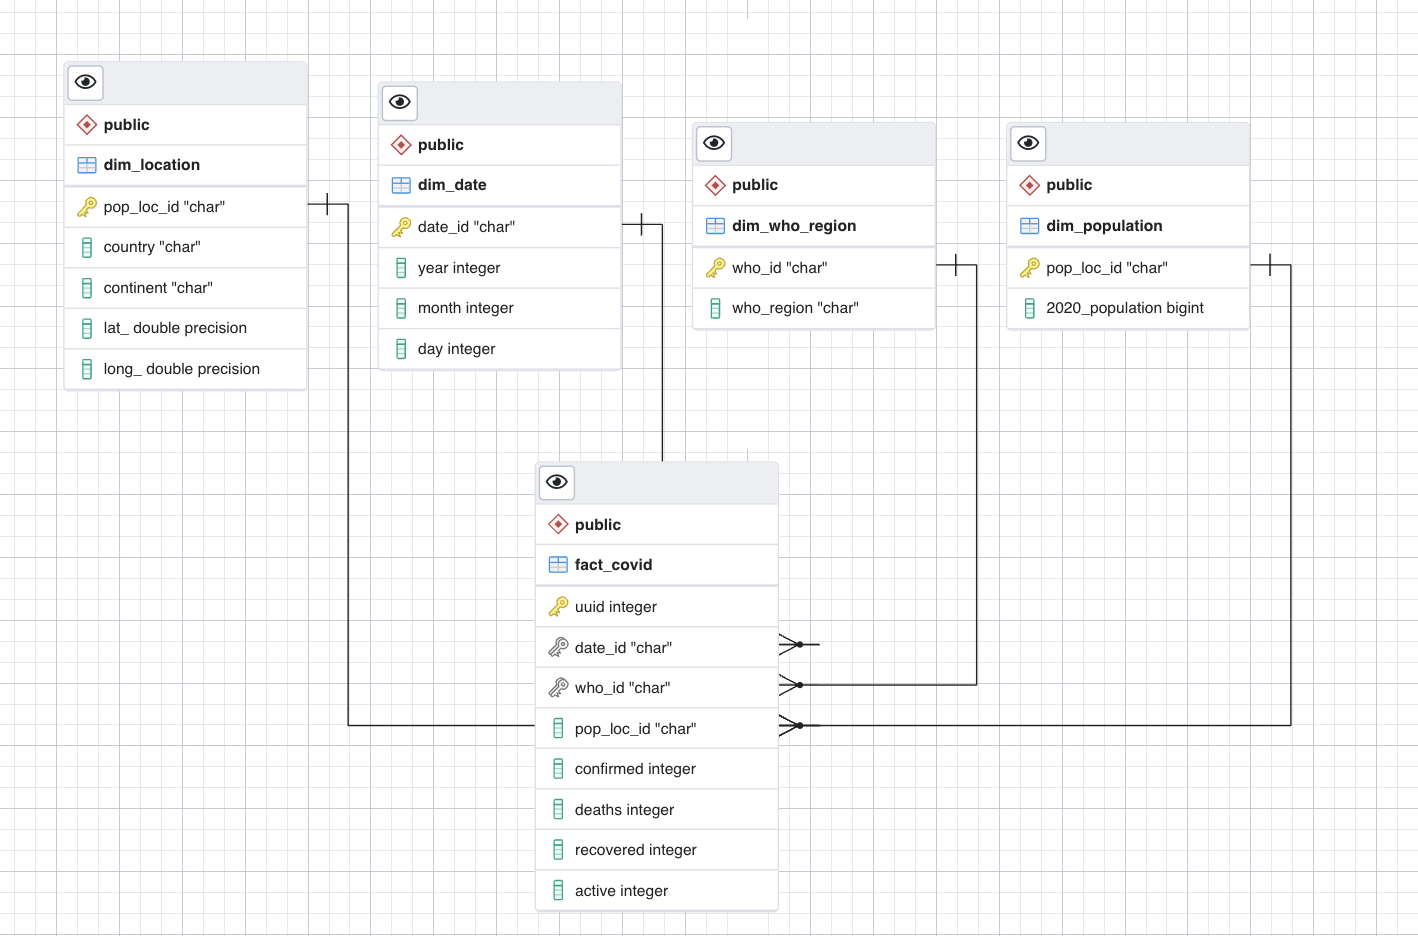 public
dim_location
pop_loc_id "char"
country "char"
continent "char"
lat_ double precision
long_ double precision
public
dim_date
date_id "char"
year integer
month integer
day integer
public
dim_who_region
who_id "char"
who_region "char"
public
dim_population
pop_loc_id "char"
2020_population bigint
public
fact_covid
uuid integer
date_id "char"
who_id "char"
pop_loc_id "char"
confirmed integer
deaths integer
recovered integer
active integer